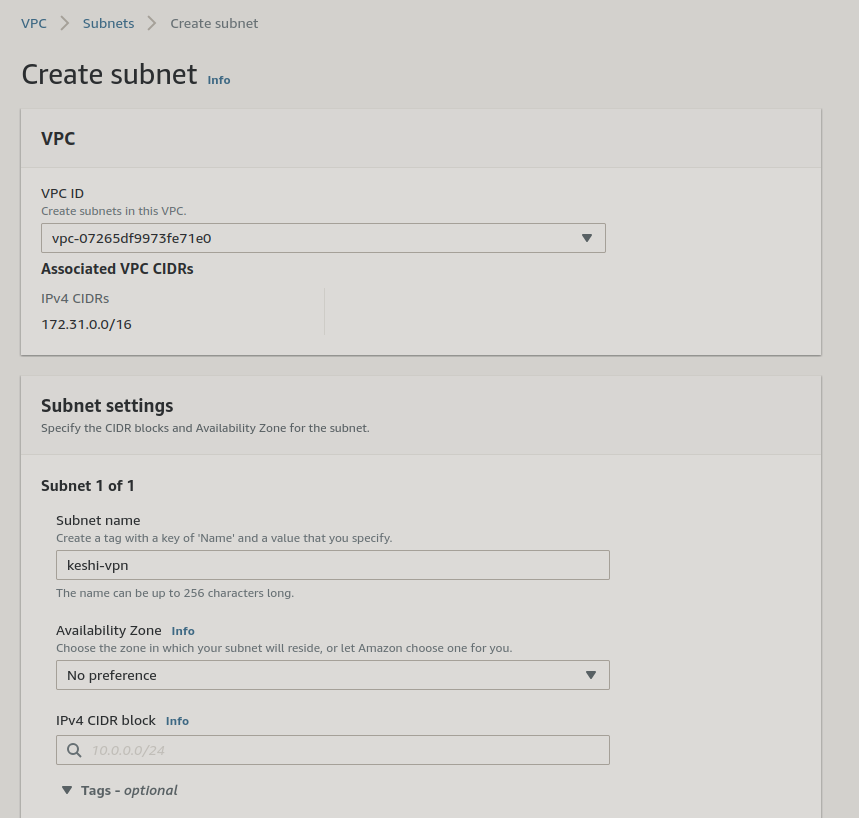 VPC > Subnets > Create subnet
Create subnet Info
VPC
VPC ID
Create subnets in this VPC.
vpc-07265df9973fe71e0
Associated VPC CIDRs
IPv4 CIDRs
172.31.0.0/16
Subnet settings
Specify the CIDR blocks and Availability Zone for the subnet.
Subnet 1 of 1
Subnet name
Create a tag with a key of 'Name' and a value that you specify.
keshi-vpn
The name can be up to 256 characters long.
Availability Zone Info
Choose the zone in which your subnet will reside, or let Amazon choose one for you.
No preference
IPv4 CIDR block Info
10.0.0.0/24
Tags - optional